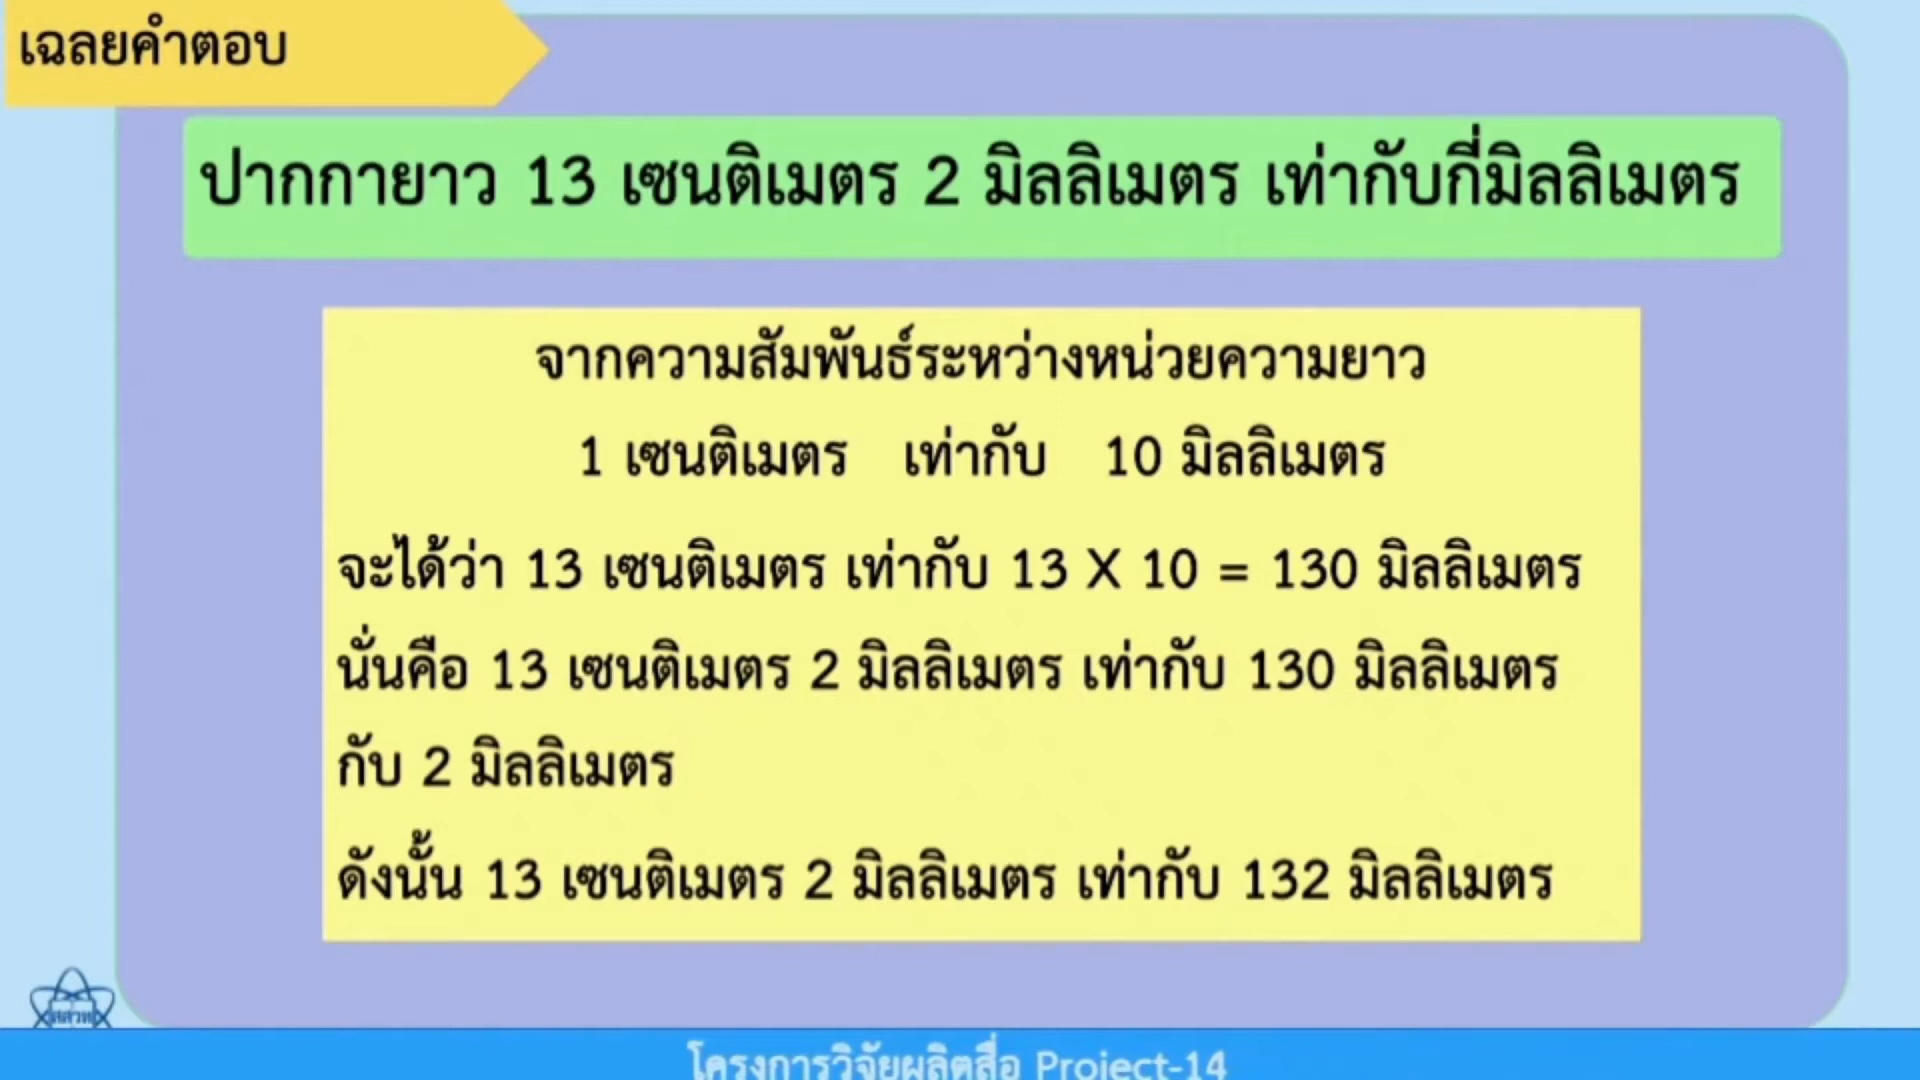 เฉลยคำตอบ
ปากกายาว 13 เซนติเมตร 2 มิลลิเมตร เท่ากับกี่มิลลิเมตร
จากความสัมพันธ์ระหว่างหน่วยความยาว
1 เซนติเมตร เท่ากับ 10 มิลลิเมตร
จะได้ว่า 13 เซนติเมตร เท่ากับ 13 X 10 = 130 มิลลิเมตร
นั่นคือ 13 เซนติเมตร 2 มิลลิเมตร เท่ากับ 130 มิลลิเมตร
กับ 2 มิลลิเมตร
ดังนั้น 13 เซนติเมตร 2 มิลลิเมตร เท่ากับ 132 มิลลิเมตร
สสวท
โครงการวิจัยผลิตสื่อ Project-14